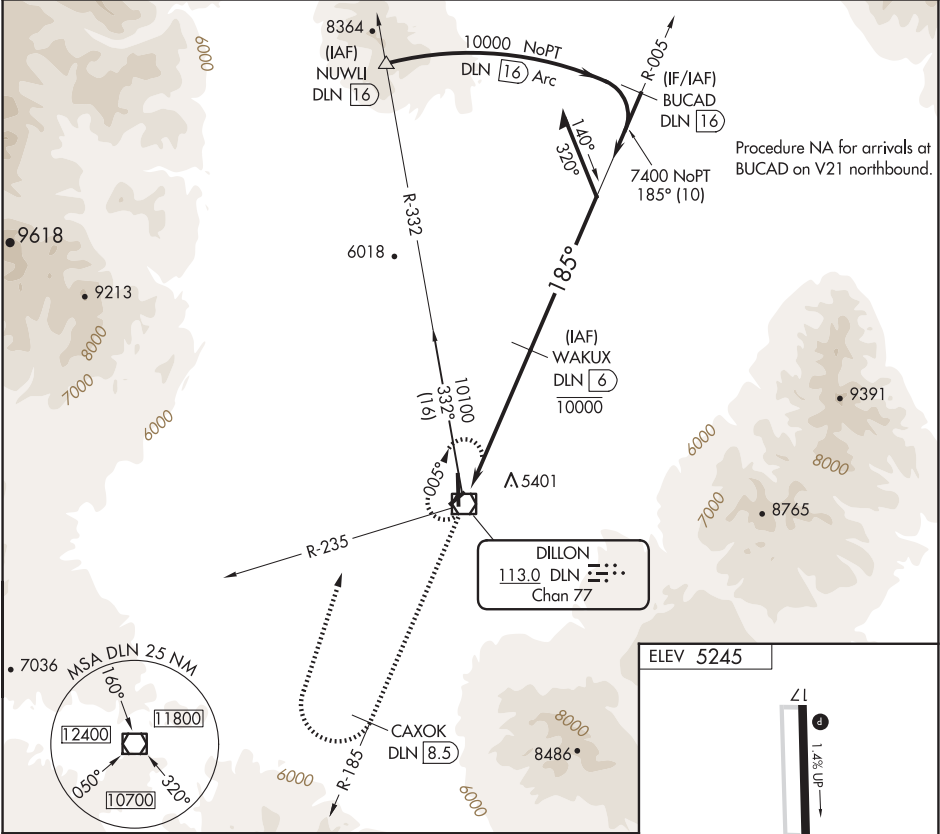 8364
(IAF)
NUWLI
DLN 16
10000 NoPT
DLN 16 Arc
R-005
(IF/IAF)
BUCAD
DLN 16
Procedure NA for arrivals at
BUCAD on V21 northbound.
140°
320°
7400 NoPT
185° (10)
6000
R-332
9618
6018
9213
8000
7000
6000
185°
(IAF)
WAKUX
DLN 6
10000
10100
332°
(16)
005°
5401
9391
6000
8000
7000
8765
R-235
DILLON
113.0 DLN
Chan 77
7036
MSA DLN 25 NM
160°
11800
12400
050°
320°
10700
CAXOK
DLN 8.5
R-185
6000
6000
8000
8486
ELEV 5245
17
P
1.4% UP